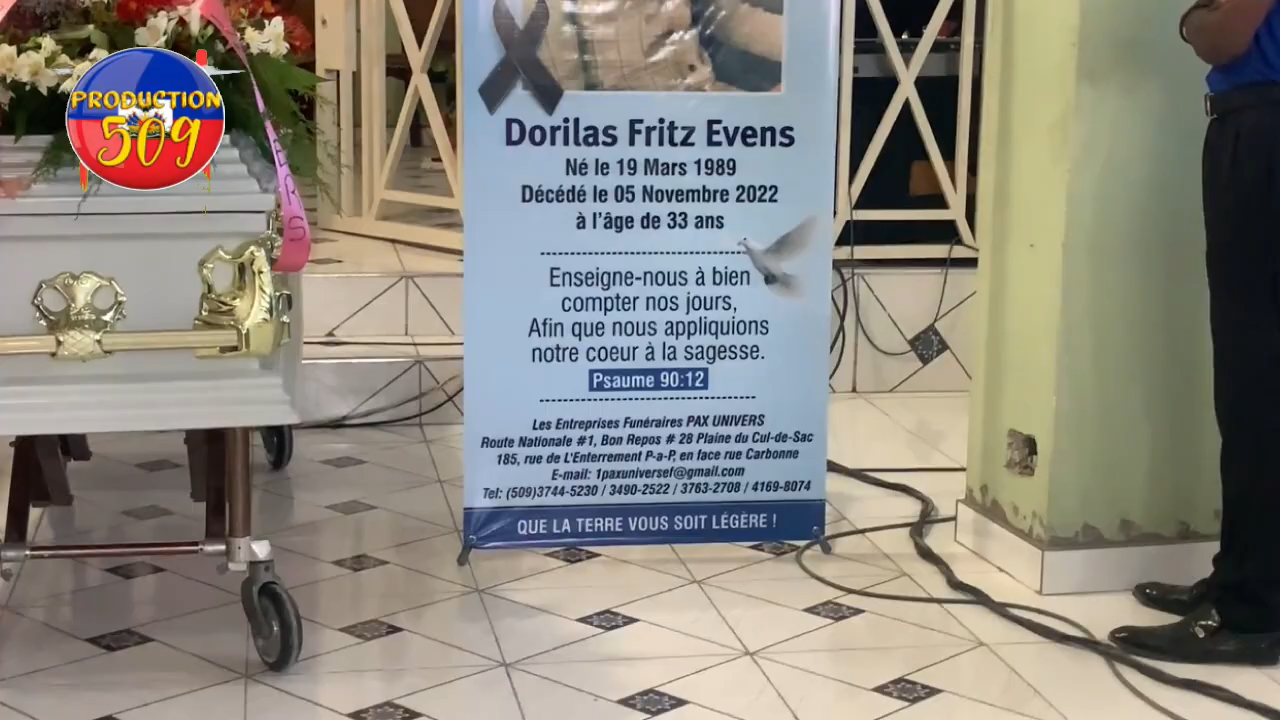 PRODUCTION
509
ERS
Dorilas Fritz Evens
Né le 19 Mars 1989
Décédé le 05 Novembre 2022
à l'âge de 33 ans
Enseigne-nous à bien
compter nos jours,
Afin que nous appliquions
notre coeur à la sagesse.
Psaume 90:12
Les Entreprises Funéraires PAX UNIVERS
Route Nationale #1, Bon Repos # 28 Plaine du Cul-de-Sac
185, rue de L'Enterrement P-a-P, en face rue Carbonne
E-mail: 1paxuniversef@gmail.com
Tel: (509)3744-5230 / 3490-2522 / 3763-2708 / 4169-8074
QUE LA TERRE VOUS SOIT LÉGÈRE !